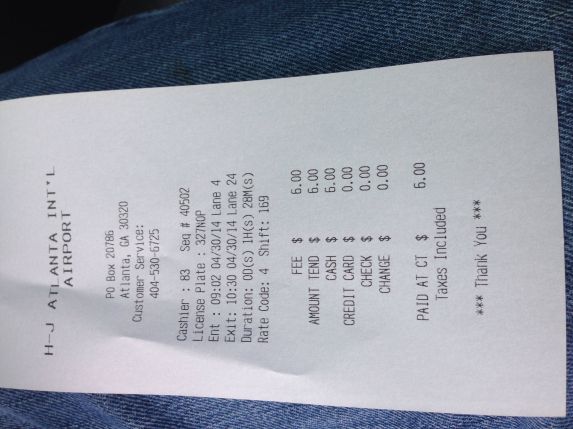 H-J ATLANTA INT'L
AIRPORT
PO Box 20786
Atlanta, GA 30320
Customer Service:
404-530-6725
Cashier : 83 Seq # 40502
License Plate : 327NOP
Ent : 09:02 04/30/14 Lane 4
Exit: 10:30 04/30/14 Lane 24
Duration: 0D(s) 1H(s) 28M(s)
Rate Code: 4 Shift: 169
FEE $ 6.00
AMOUNT TEND $ 6.00
CASH $ 6.00
CREDIT CARD $ 0.00
CHECK $ 0.00
CHANGE $ 0.00
PAID AT CT $ 6.00
Taxes Included
*** Thank You ***